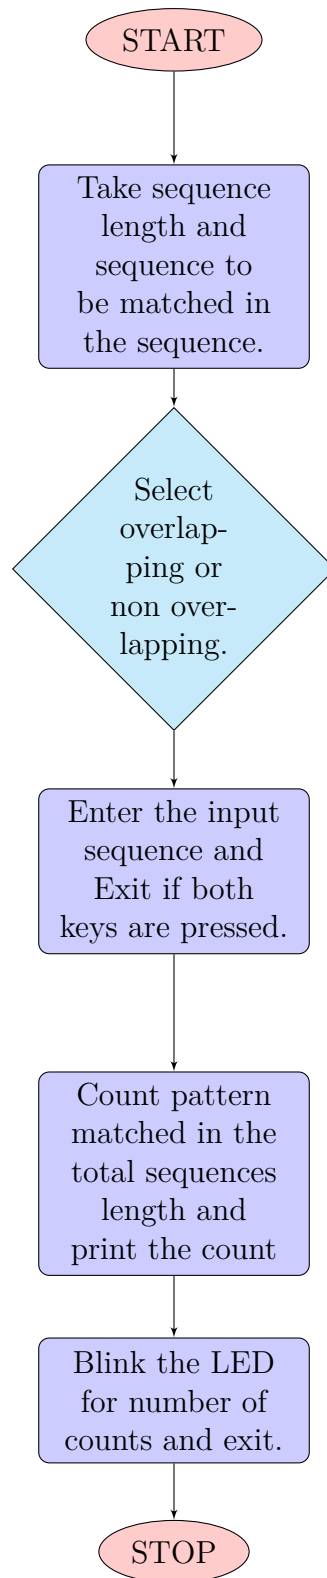 START
Take sequence
length and
sequence to
be matched in
the sequence.
Select
overlap-
ping or
non over-
lapping.
Enter the input
sequence and
Exit if both
keys are pressed.
Count pattern
matched in the
total sequences
length and
print the count
Blink the LED
for number of
counts and exit.
STOP